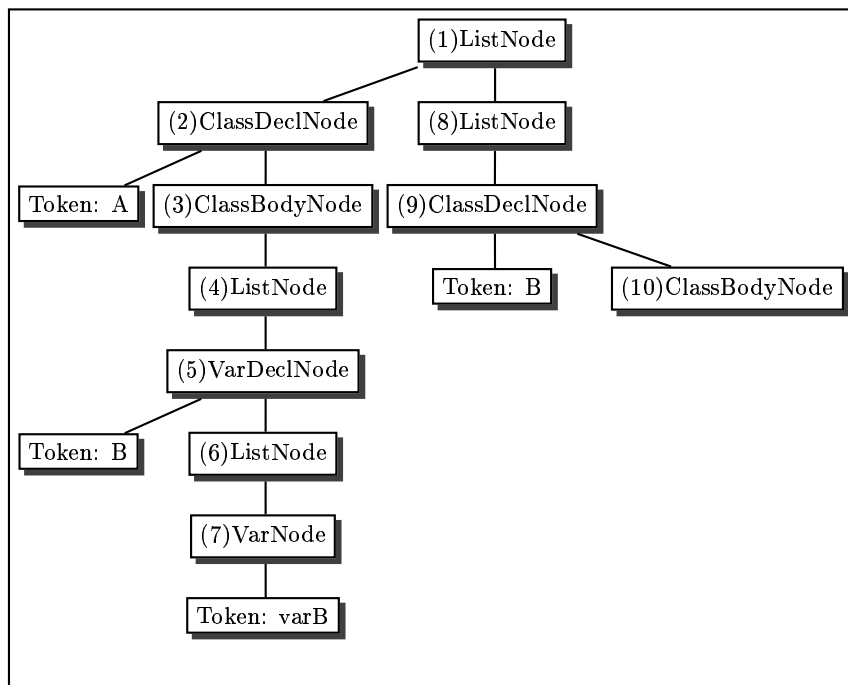 (1)ListNode
(2)ClassDeclNode
(8)ListNode
Token: A
(3)ClassBodyNode
(9)ClassDeclNode
(4)ListNode
Token: B
(10)ClassBodyNode
(5)VarDeclNode
Token: B
(6)ListNode
(7)VarNode
Token: varB